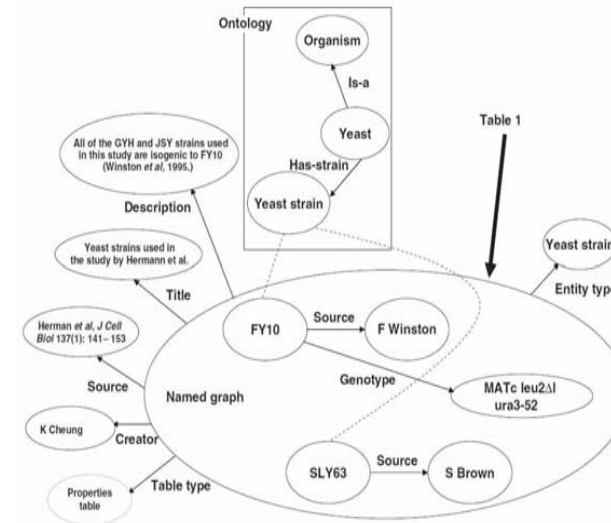 Ontology
Organism
Is-a
Yeast
Has-strain
Yeast strain
Table 1
All of the GYH and JSY strains used
in this study are isogenic to FY10
(Winston et al, 1995.)
Description
Yeast strains used in
the study by Hermann et al.
Title
Yeast strain
Entity type
Herman et al, J Cell
Biol 137(1): 141–153
Source
Named graph
FY10
Source
F Winston
Genotype
MATc leu2Δl
ura3-52
K Cheung
Creator
Table type
Properties
table
SLY63
Source
S Brown